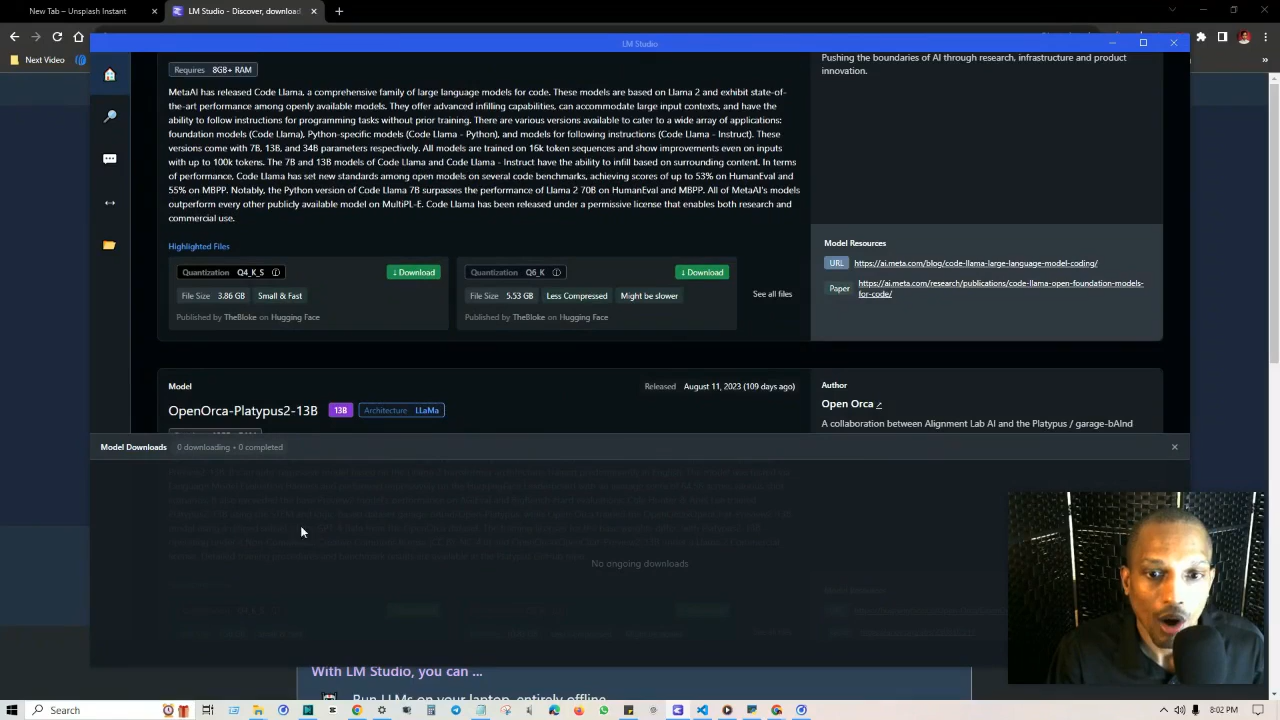 New Tab – Unsplash Instant
LM Studio - Discover, download
Next Video
LM Studio
Requires 8GB+ RAM
MetaAI has released Code Llama, a comprehensive family of large language models for code. These models are based on Llama 2 and exhibit state-of-
the-art performance among openly available models. They offer advanced infilling capabilities, can accommodate large input contexts, and have the
ability to follow instructions for programming tasks without prior training. There are various versions available to cater to a wide array of applications:
foundation models (Code Llama), Python-specific models (Code Llama - Python), and models for following instructions (Code Llama - Instruct). These
versions come with 7B, 13B, and 34B parameters respectively. All models are trained on 16k token sequences and show improvements even on inputs
with up to 100k tokens. The 7B and 13B models of Code Llama and Code Llama - Instruct have the ability to infill based on surrounding content. In terms
of performance, Code Llama has set new standards among open models on several code benchmarks, achieving scores of up to 53% on HumanEval and
55% on MBPP. Notably, the Python version of Code Llama 7B surpasses the performance of Llama 2 70B on HumanEval and MBPP. All of MetaAI's models
outperform every other publicly available model on MultiPL-E. Code Llama has been released under a permissive license that enables both research and
commercial use.
Pushing the boundaries of AI through research, infrastructure and product
innovation.
Highlighted Files
Quantization Q4_K_S
↓ Download
File Size 3.86 GB Small & Fast
Published by TheBloke on Hugging Face
Quantization Q6_K
↓ Download
File Size 5.53 GB Less Compressed Might be slower
Published by TheBloke on Hugging Face
See all files
Model Resources
URL https://ai.meta.com/blog/code-llama-large-language-model-coding/
Paper https://ai.meta.com/research/publications/code-llama-open-foundation-models-
for-code/
Model
Released August 11, 2023 (109 days ago)
OpenOrca-Platypus2-13B 13B Architecture LLaMa
Author
Open Orca
A collaboration between Alignment Lab AI and the Platypus / garage-bAInd
Model Downloads 0 downloading • 0 completed
No ongoing downloads
With LM Studio, you can ...
Run LLMs on your laptop, entirely offline
Search
8:02 PM